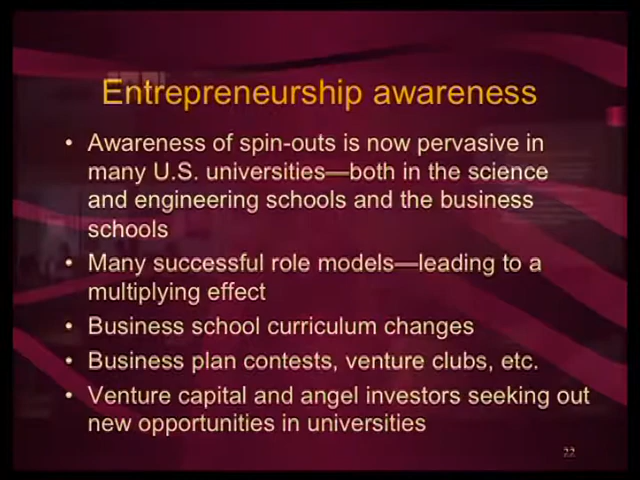 Entrepreneurship awareness
• Awareness of spin-outs is now pervasive in
many U.S. universities—both in the science
and engineering schools and the business
schools
• Many successful role models—leading to a
multiplying effect
• Business school curriculum changes
• Business plan contests, venture clubs, etc.
• Venture capital and angel investors seeking out
new opportunities in universities
22